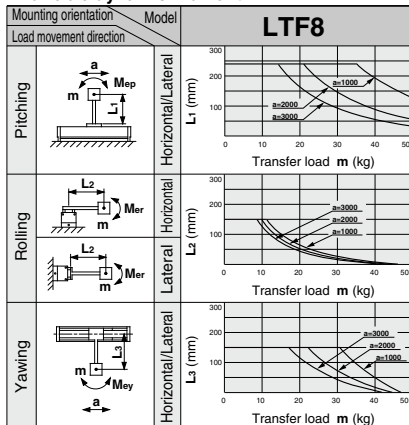 Mounting orientation Model
Load movement direction
LTF8
Pitching
a
Mep
m
L1
Horizontal/Lateral
L1 (mm)
300
200
100
a=1000
a=2000
a=3000
0 10 20 30 40 50
Transfer load m (kg)
Rolling
L2
Mer
m
Horizontal
L2
Mer
m
Lateral
L2 (mm)
300
200
100
a=3000
a=2000
a=1000
0 10 20 30 40 50
Transfer load m (kg)
Yawing
L3
m
Mey
a
Horizontal/Lateral
L3 (mm)
300
200
100
a=3000
a=2000
a=1000
0 10 20 30 40 50
Transfer load m (kg)